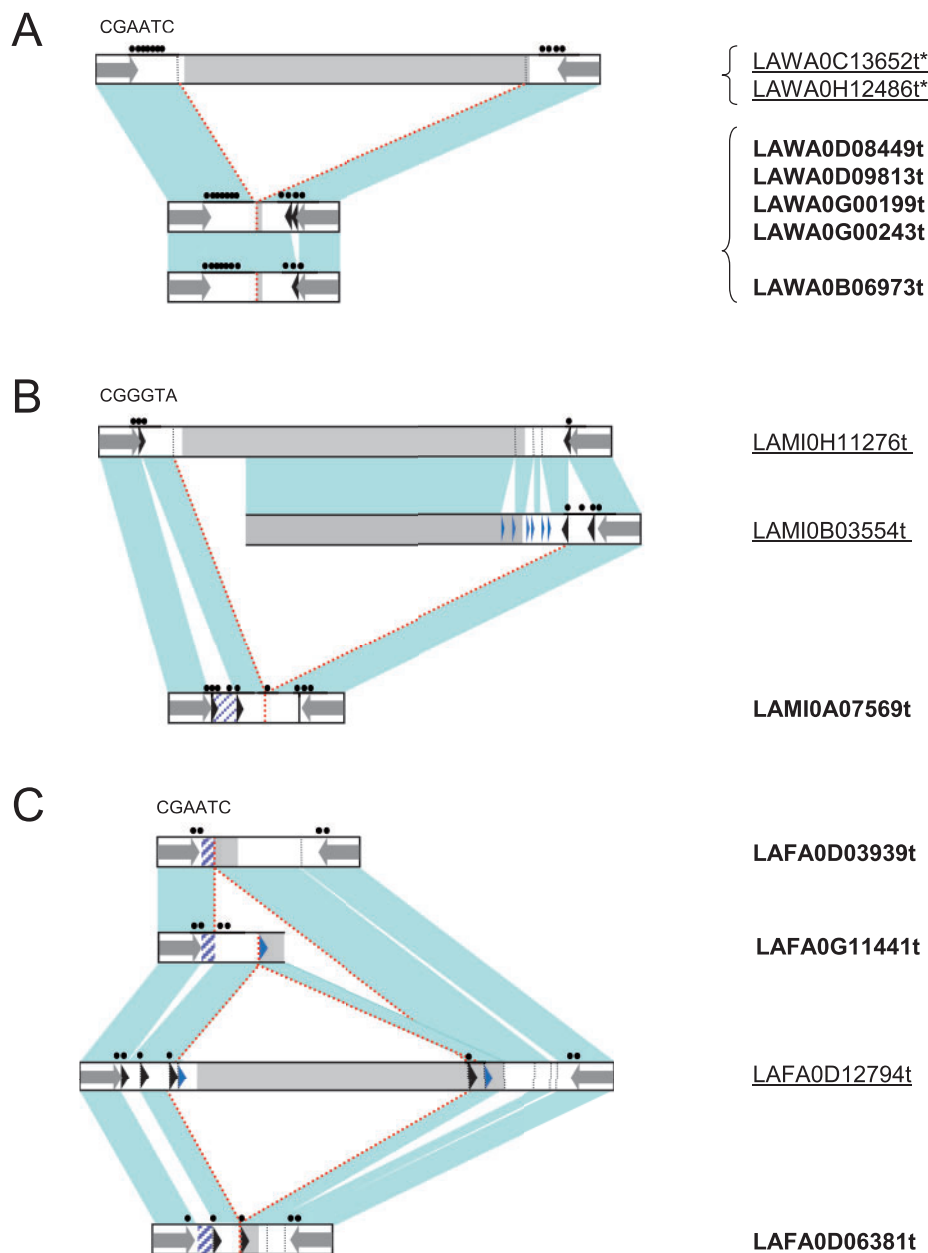 A
CGAATC
LAWA0C13652t*
LAWA0H12486t*
LAWA0D08449t
LAWA0D09813t
LAWA0G00199t
LAWA0G00243t
LAWA0B06973t
B
CGGGTA
LAMI0H11276t
LAMI0B03554t
LAMI0A07569t
C
CGAATC
LAFA0D03939t
LAFA0G11441t
LAFA0D12794t
LAFA0D06381t